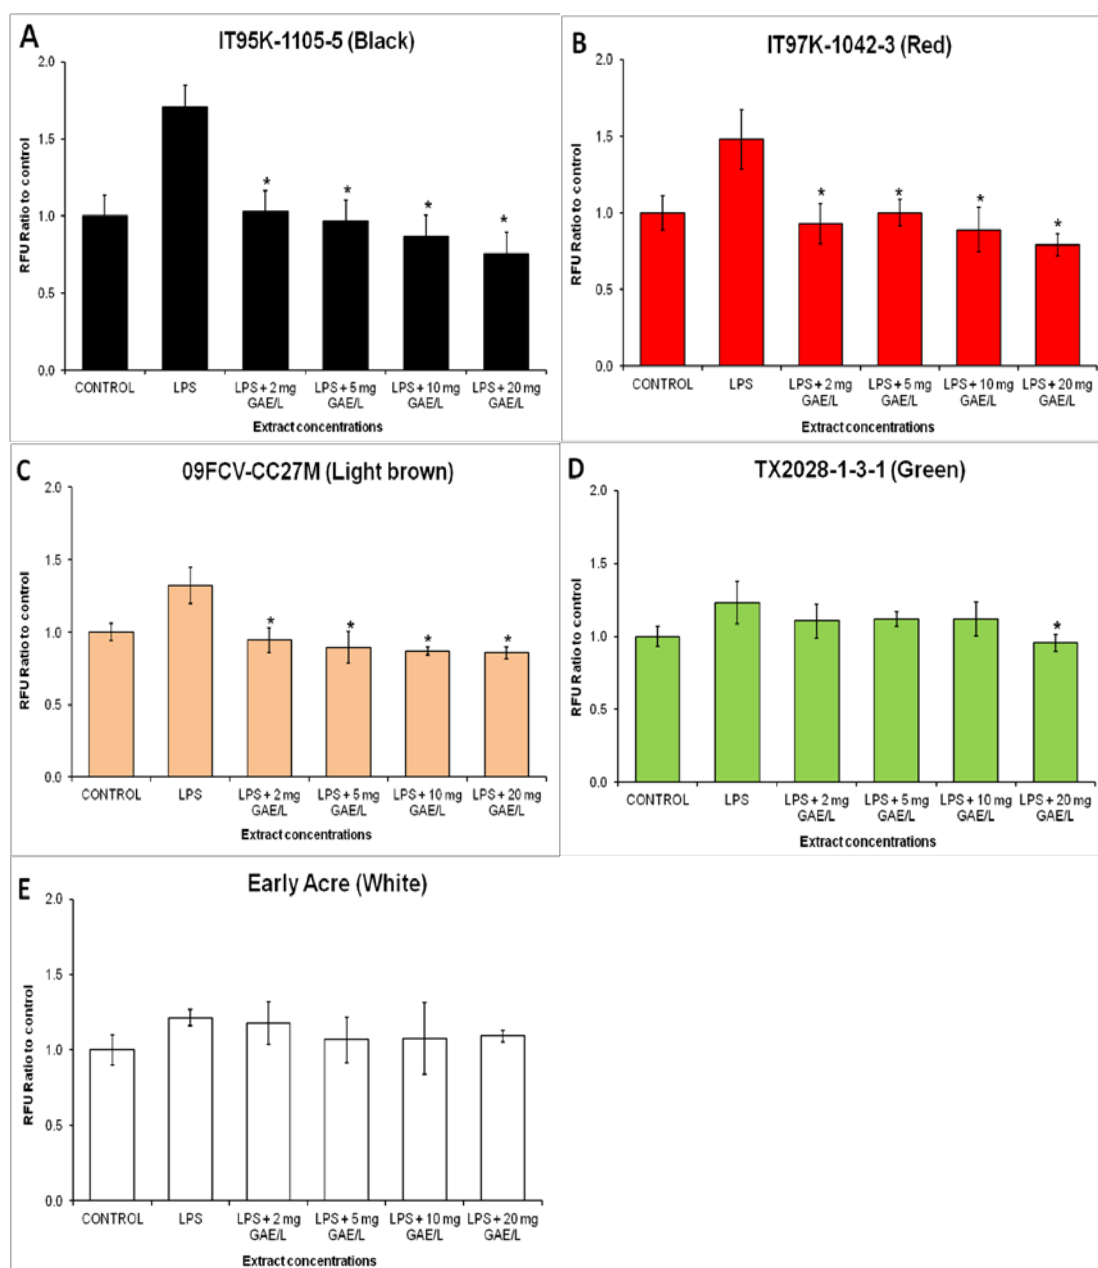 A
IT95K-1105-5 (Black)
RFU Ratio to control
2.0
1.5
1.0
0.5
0.0
* * * *
CONTROL LPS LPS + 2 mg LPS + 5 mg LPS + 10 mg LPS + 20 mg
GAE/L GAE/L GAE/L GAE/L
Extract concentrations
B
IT97K-1042-3 (Red)
RFU Ratio to control
2.0
1.5
1.0
0.5
0.0
* * * *
CONTROL LPS LPS + 2 mg LPS + 5 mg LPS + 10 mg LPS + 20 mg
GAE/L GAE/L GAE/L GAE/L
Extract concentrations
C
09FCV-CC27M (Light brown)
RFU Ratio to control
2.0
1.5
1.0
0.5
0.0
* * * *
CONTROL LPS LPS + 2 mg LPS + 5 mg LPS + 10 mg LPS + 20 mg
GAE/L GAE/L GAE/L GAE/L
Extract concentrations
D
TX2028-1-3-1 (Green)
RFU Ratio to control
2.0
1.5
1.0
0.5
0.0
*
CONTROL LPS LPS + 2 mg LPS + 5 mg LPS + 10 mg LPS + 20 mg
GAE/L GAE/L GAE/L GAE/L
Extract concentrations
E
Early Acre (White)
RFU Ratio to control
2.0
1.5
1.0
0.5
0.0
CONTROL LPS LPS + 2 mg LPS + 5 mg LPS + 10 mg LPS + 20 mg
GAE/L GAE/L GAE/L GAE/L
Extract concentrations